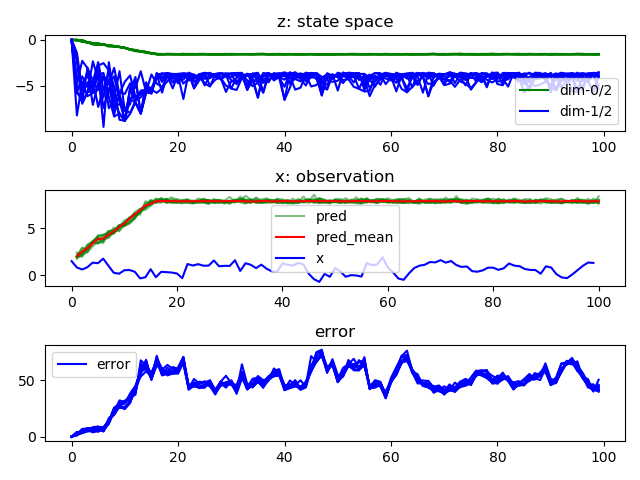 z: state space
0
−5
dim-0/2
dim-1/2
0 20 40 60 80 100
x: observation
5
0
pred
pred_mean
x
0 20 40 60 80 100
error
50
0
error
0 20 40 60 80 100